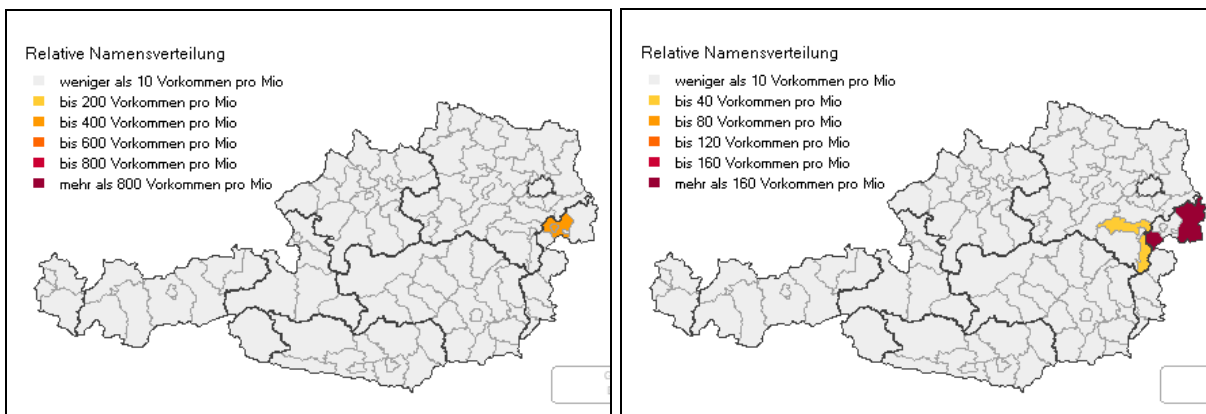 Relative Namensverteilung
weniger als 10 Vorkommen pro Mio
bis 200 Vorkommen pro Mio
bis 400 Vorkommen pro Mio
bis 600 Vorkommen pro Mio
bis 800 Vorkommen pro Mio
mehr als 800 Vorkommen pro Mio
Relative Namensverteilung
weniger als 10 Vorkommen pro Mio
bis 40 Vorkommen pro Mio
bis 80 Vorkommen pro Mio
bis 120 Vorkommen pro Mio
bis 160 Vorkommen pro Mio
mehr als 160 Vorkommen pro Mio